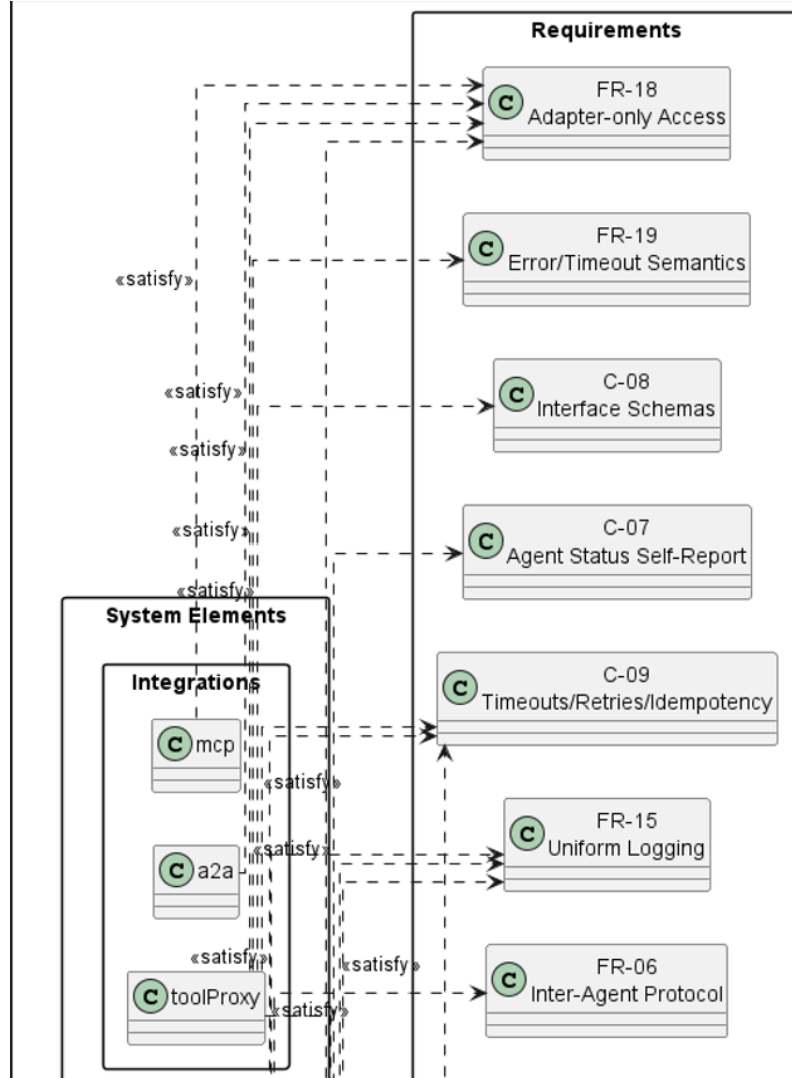 Requirements
C
FR-18
Adapter-only Access
C
FR-19
Error/Timeout Semantics
«satisfy»
C
C-08
Interface Schemas
«satisfy»
«satisfy»
C
C-07
Agent Status Self-Report
«satisfy»
«satisfy»
System Elements
Integrations
C
C-09
Timeouts/Retries/Idempotency
C
mcp
«satisfy»
C
FR-15
Uniform Logging
«satisfy»
C
a2a
«satisfy»
«satisfy»
C
FR-06
Inter-Agent Protocol
C
toolProxy
«satisfy»